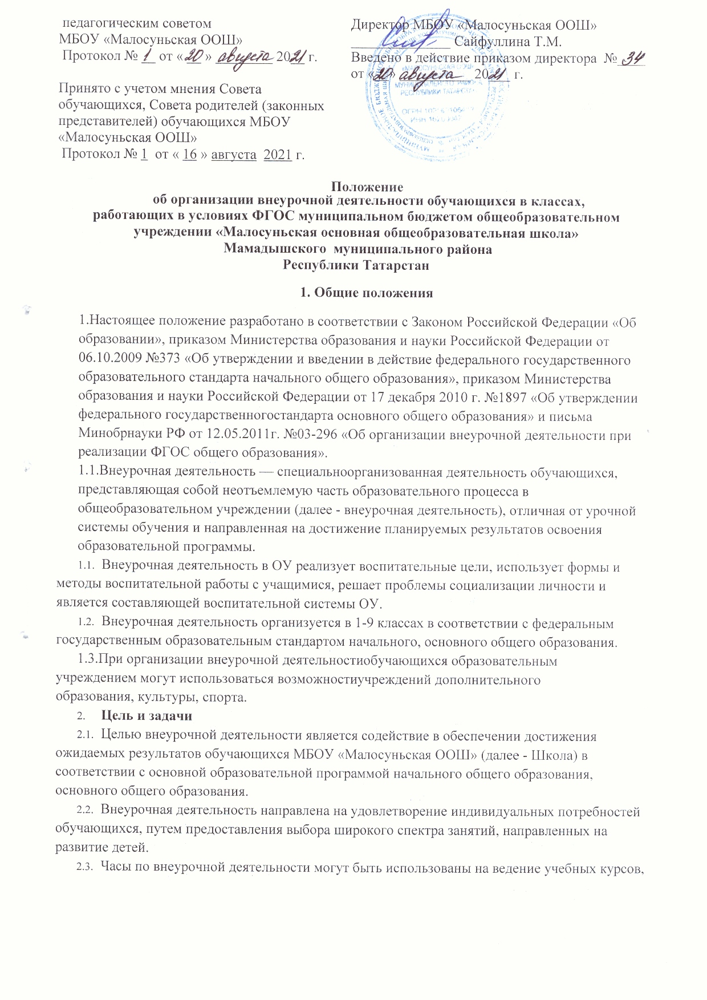 педагогическим советом
МБОУ «Малосуньская ООШ»
Протокол № 1 от «20» августа 2021 г.
Принято с учетом мнения Совета
обучающихся, Совета родителей (законных
представителей) обучающихся МБОУ
«Малосуньская ООШ»
Протокол № 1 от « 16 » августа 2021 г.
Директор МБОУ «Малосуньская ООШ»
______________ Сайфуллина Т.М.
Введено в действие приказом директора № 34
от «20» августа 2021 г.
Положение
об организации внеурочной деятельности обучающихся в классах,
работающих в условиях ФГОС муниципальном бюджетом общеобразовательном
учреждении «Малосуньская основная общеобразовательная школа»
Мамадышского муниципального района
Республики Татарстан
1. Общие положения
1.Настоящее положение разработано в соответствии с Законом Российской Федерации «Об
образовании», приказом Министерства образования и науки Российской Федерации от
06.10.2009 №373 «Об утверждении и введении в действие федерального государственного
образовательного стандарта начального общего образования», приказом Министерства
образования и науки Российской Федерации от 17 декабря 2010 г. №1897 «Об утверждении
федерального государственногостандарта основного общего образования» и письма
Минобрнауки РФ от 12.05.2011г. №03-296 «Об организации внеурочной деятельности при
реализации ФГОС общего образования».
1.1.Внеурочная деятельность — специальноорганизованная деятельность обучающихся,
представляющая собой неотъемлемую часть образовательного процесса в
общеобразовательном учреждении (далее - внеурочная деятельность), отличная от урочной
системы обучения и направленная на достижение планируемых результатов освоения
образовательной программы.
1.1. Внеурочная деятельность в ОУ реализует воспитательные цели, использует формы и
методы воспитательной работы с учащимися, решает проблемы социализации личности и
является составляющей воспитательной системы ОУ.
1.2. Внеурочная деятельность организуется в 1-9 классах в соответствии с федеральным
государственным образовательным стандартом начального, основного общего образования.
1.3.При организации внеурочной деятельностиобучающихся образовательным
учреждением могут использоваться возможностиучреждений дополнительного
образования, культуры, спорта.
2. Цель и задачи
2.1. Целью внеурочной деятельности является содействие в обеспечении достижения
ожидаемых результатов обучающихся МБОУ «Малосуньская ООШ» (далее - Школа) в
соответствии с основной образовательной программой начального общего образования,
основного общего образования.
2.2. Внеурочная деятельность направлена на удовлетворение индивидуальных потребностей
обучающихся, путем предоставления выбора широкого спектра занятий, направленных на
развитие детей.
2.3. Часы по внеурочной деятельности могут быть использованы на ведение учебных курсов,